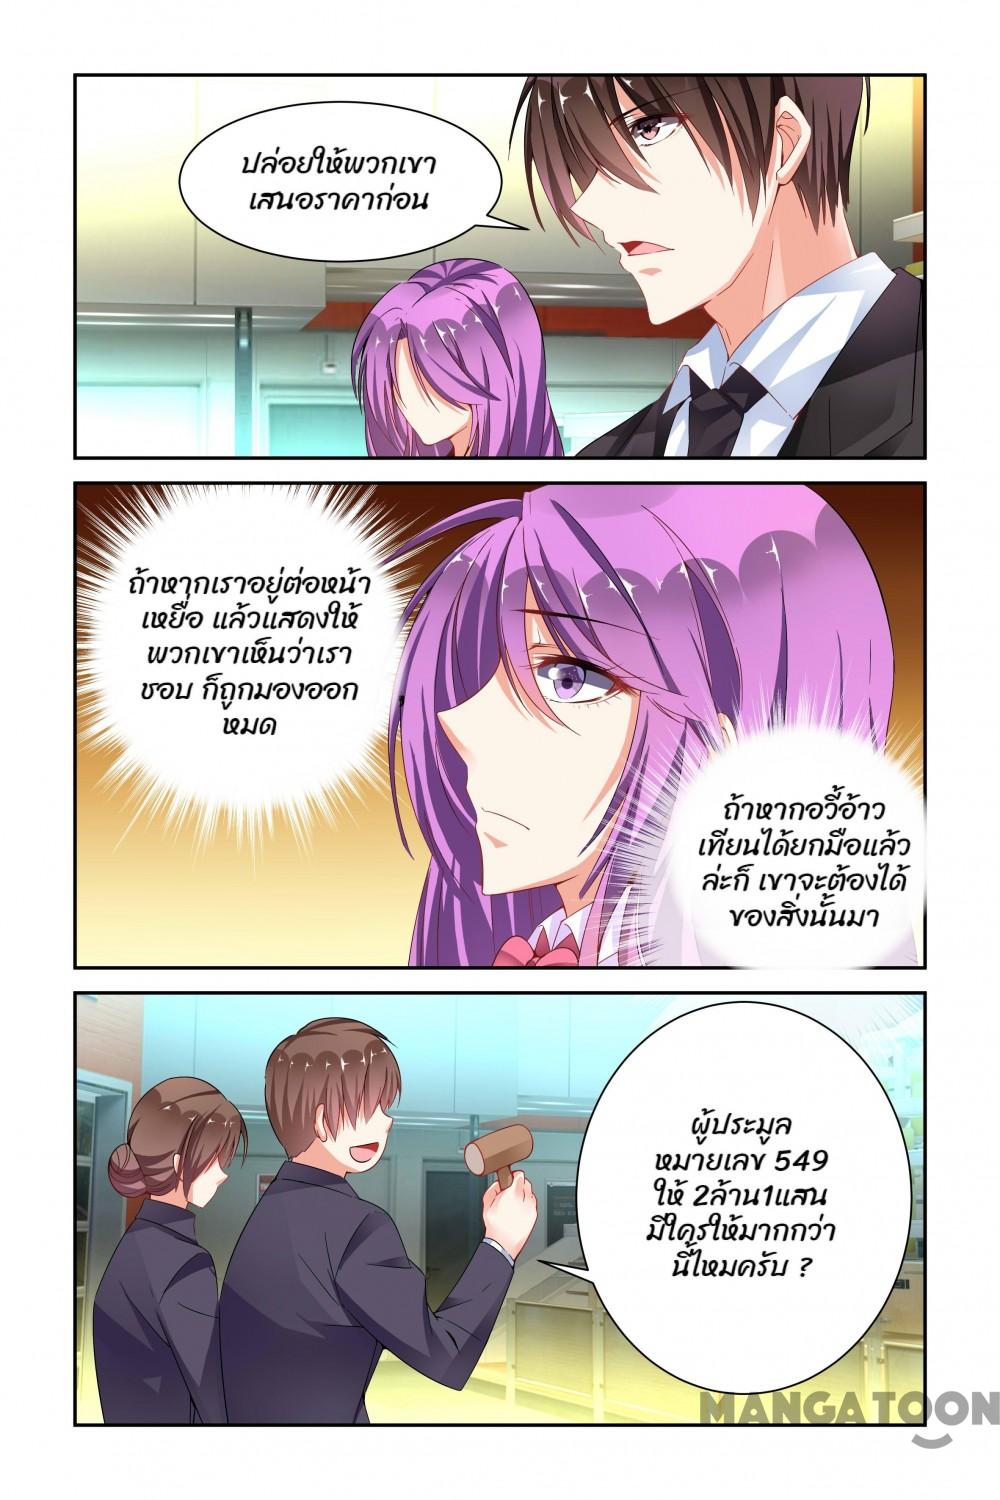 ปล่อยให้พวกเขา
เสนอราคาก่อน
ถ้าหากเราอยู่ต่อหน้า
เหยื่อ แล้วแสดงให้
พวกเขาเห็นว่าเรา
ชอบ ก็ถูกมองออก
หมด
ถ้าหากอวี้อ้าว
เทียนได้ยกมือแล้ว
ล่ะก็ เขาจะต้องได้
ของสิ่งนั้นมา
ผู้ประมูล
หมายเลข 549
ให้ 2ล้าน1แสน
มีใครให้มากกว่า
นี้ไหมครับ ?
MANGATOON